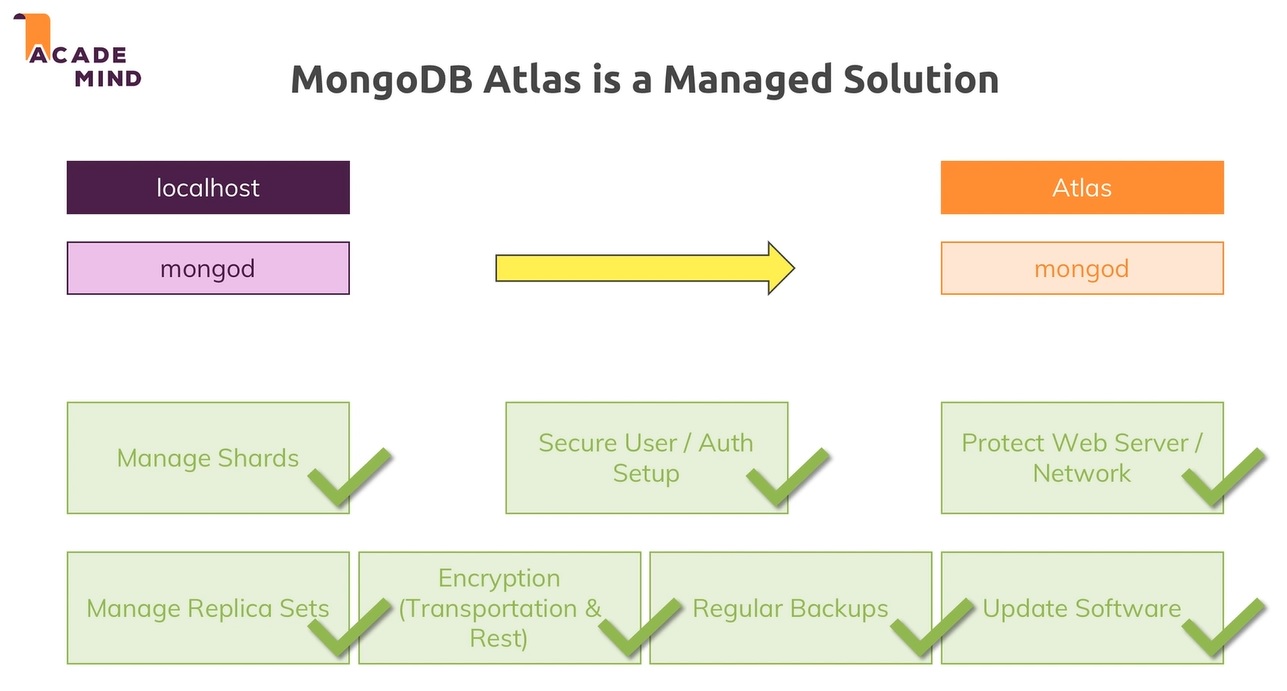 ACADE
MIND
MongoDB Atlas is a Managed Solution
localhost
Atlas
mongod
mongod
Manage Shards
Secure User / Auth
Setup
Protect Web Server /
Network
Manage Replica Sets
Encryption
(Transportation &
Rest)
Regular Backups
Update Software